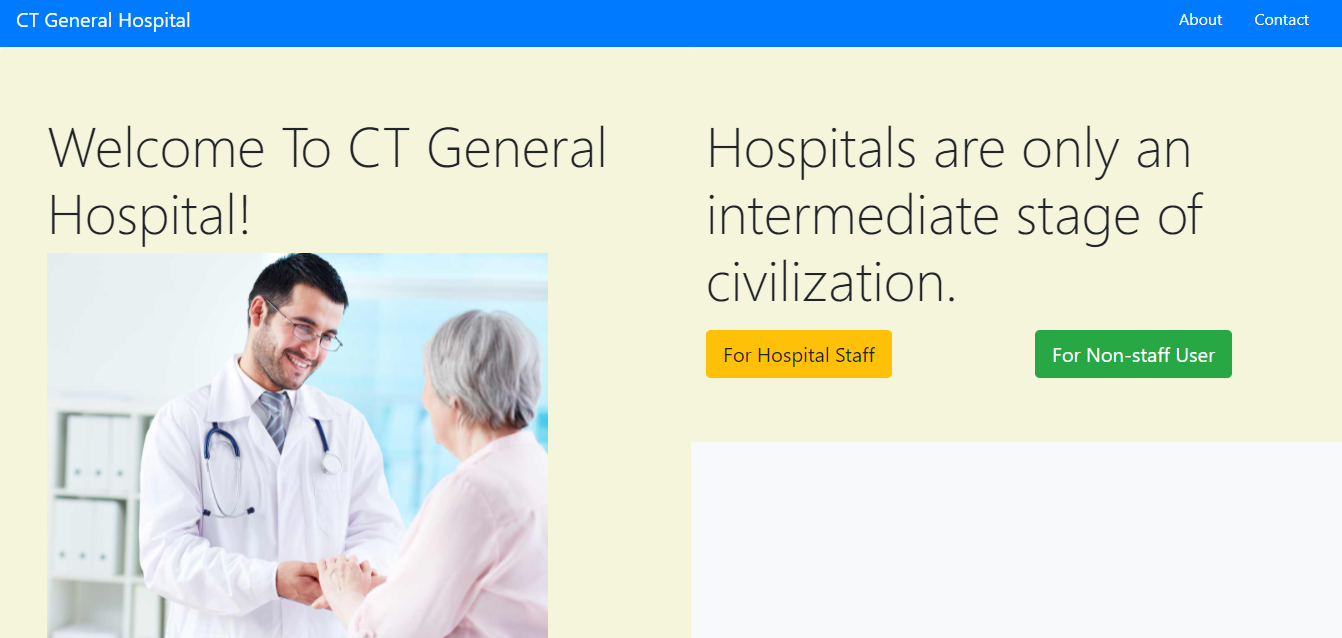 CT General Hospital
About
Contact
Welcome To CT General
Hospital!
Hospitals are only an
intermediate stage of
civilization.
For Hospital Staff
For Non-staff User